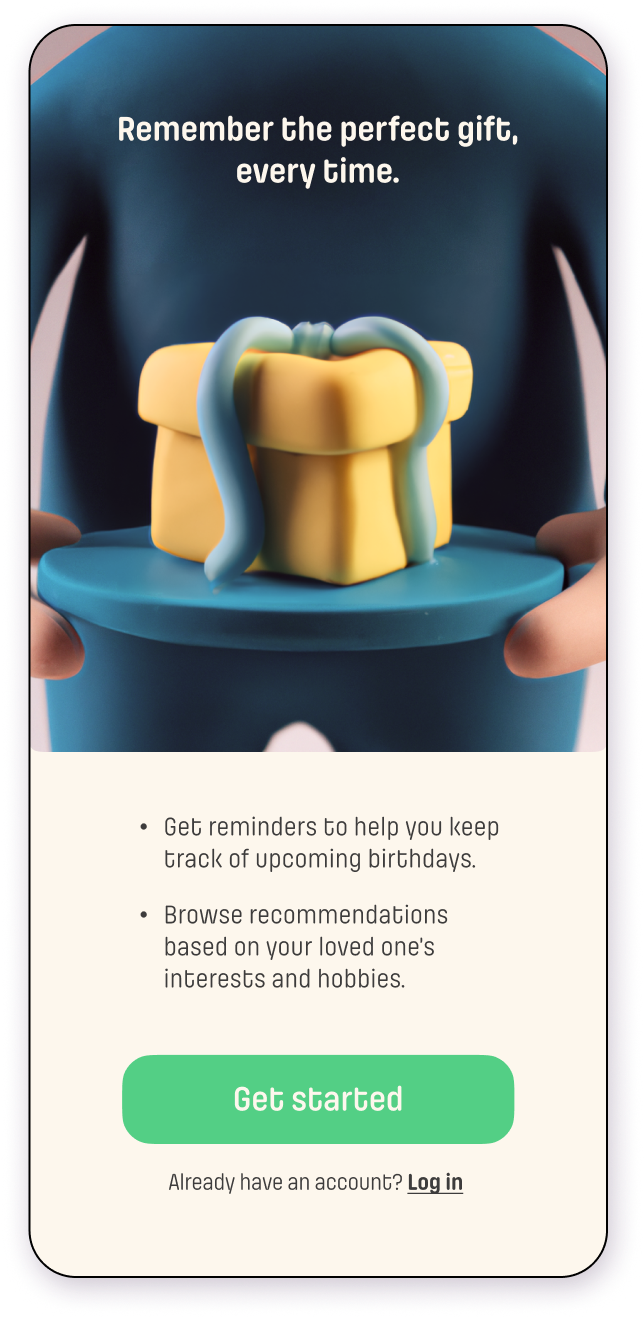 Remember the perfect gift,
every time.
• Get reminders to help you keep
track of upcoming birthdays.
• Browse recommendations
based on your loved one's
interests and hobbies.
Get started
Already have an account? Log in